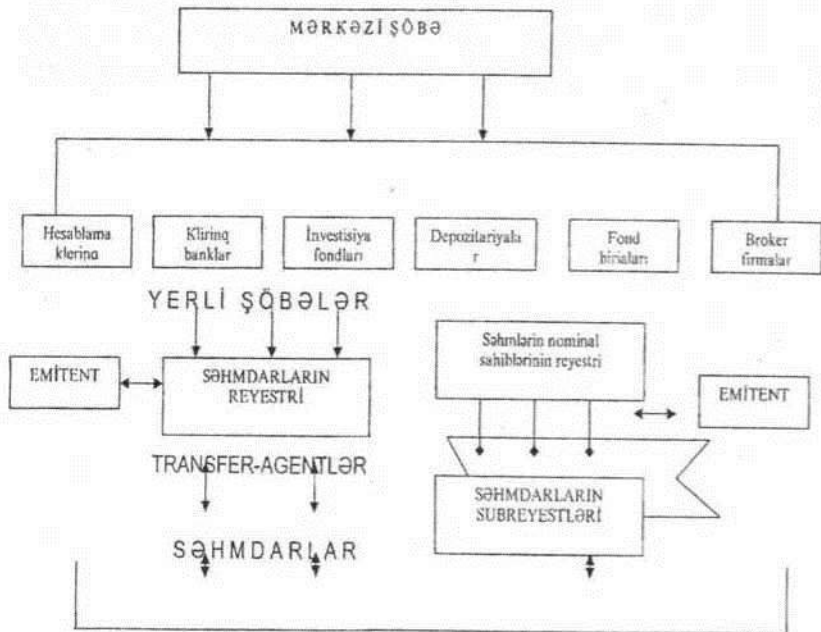 MƏRKƏZİ ŞÖBƏ
Hesablama
klerinq
Klirinq
banklar
İnvestisiya
fondları
Depozitariyala
r
Fond
birjaları
Broker
firmalar
YERLİ ŞÖBƏLƏR
Səhmlərin nominal
sahiblərinin reyestri
EMİTENT
SƏHMDARLARIN
REYESTRİ
EMİTENT
TRANSFER-AGENTLƏR
SƏHMDARLARIN
SUBREYESTLƏRİ
SƏHMDARLAR